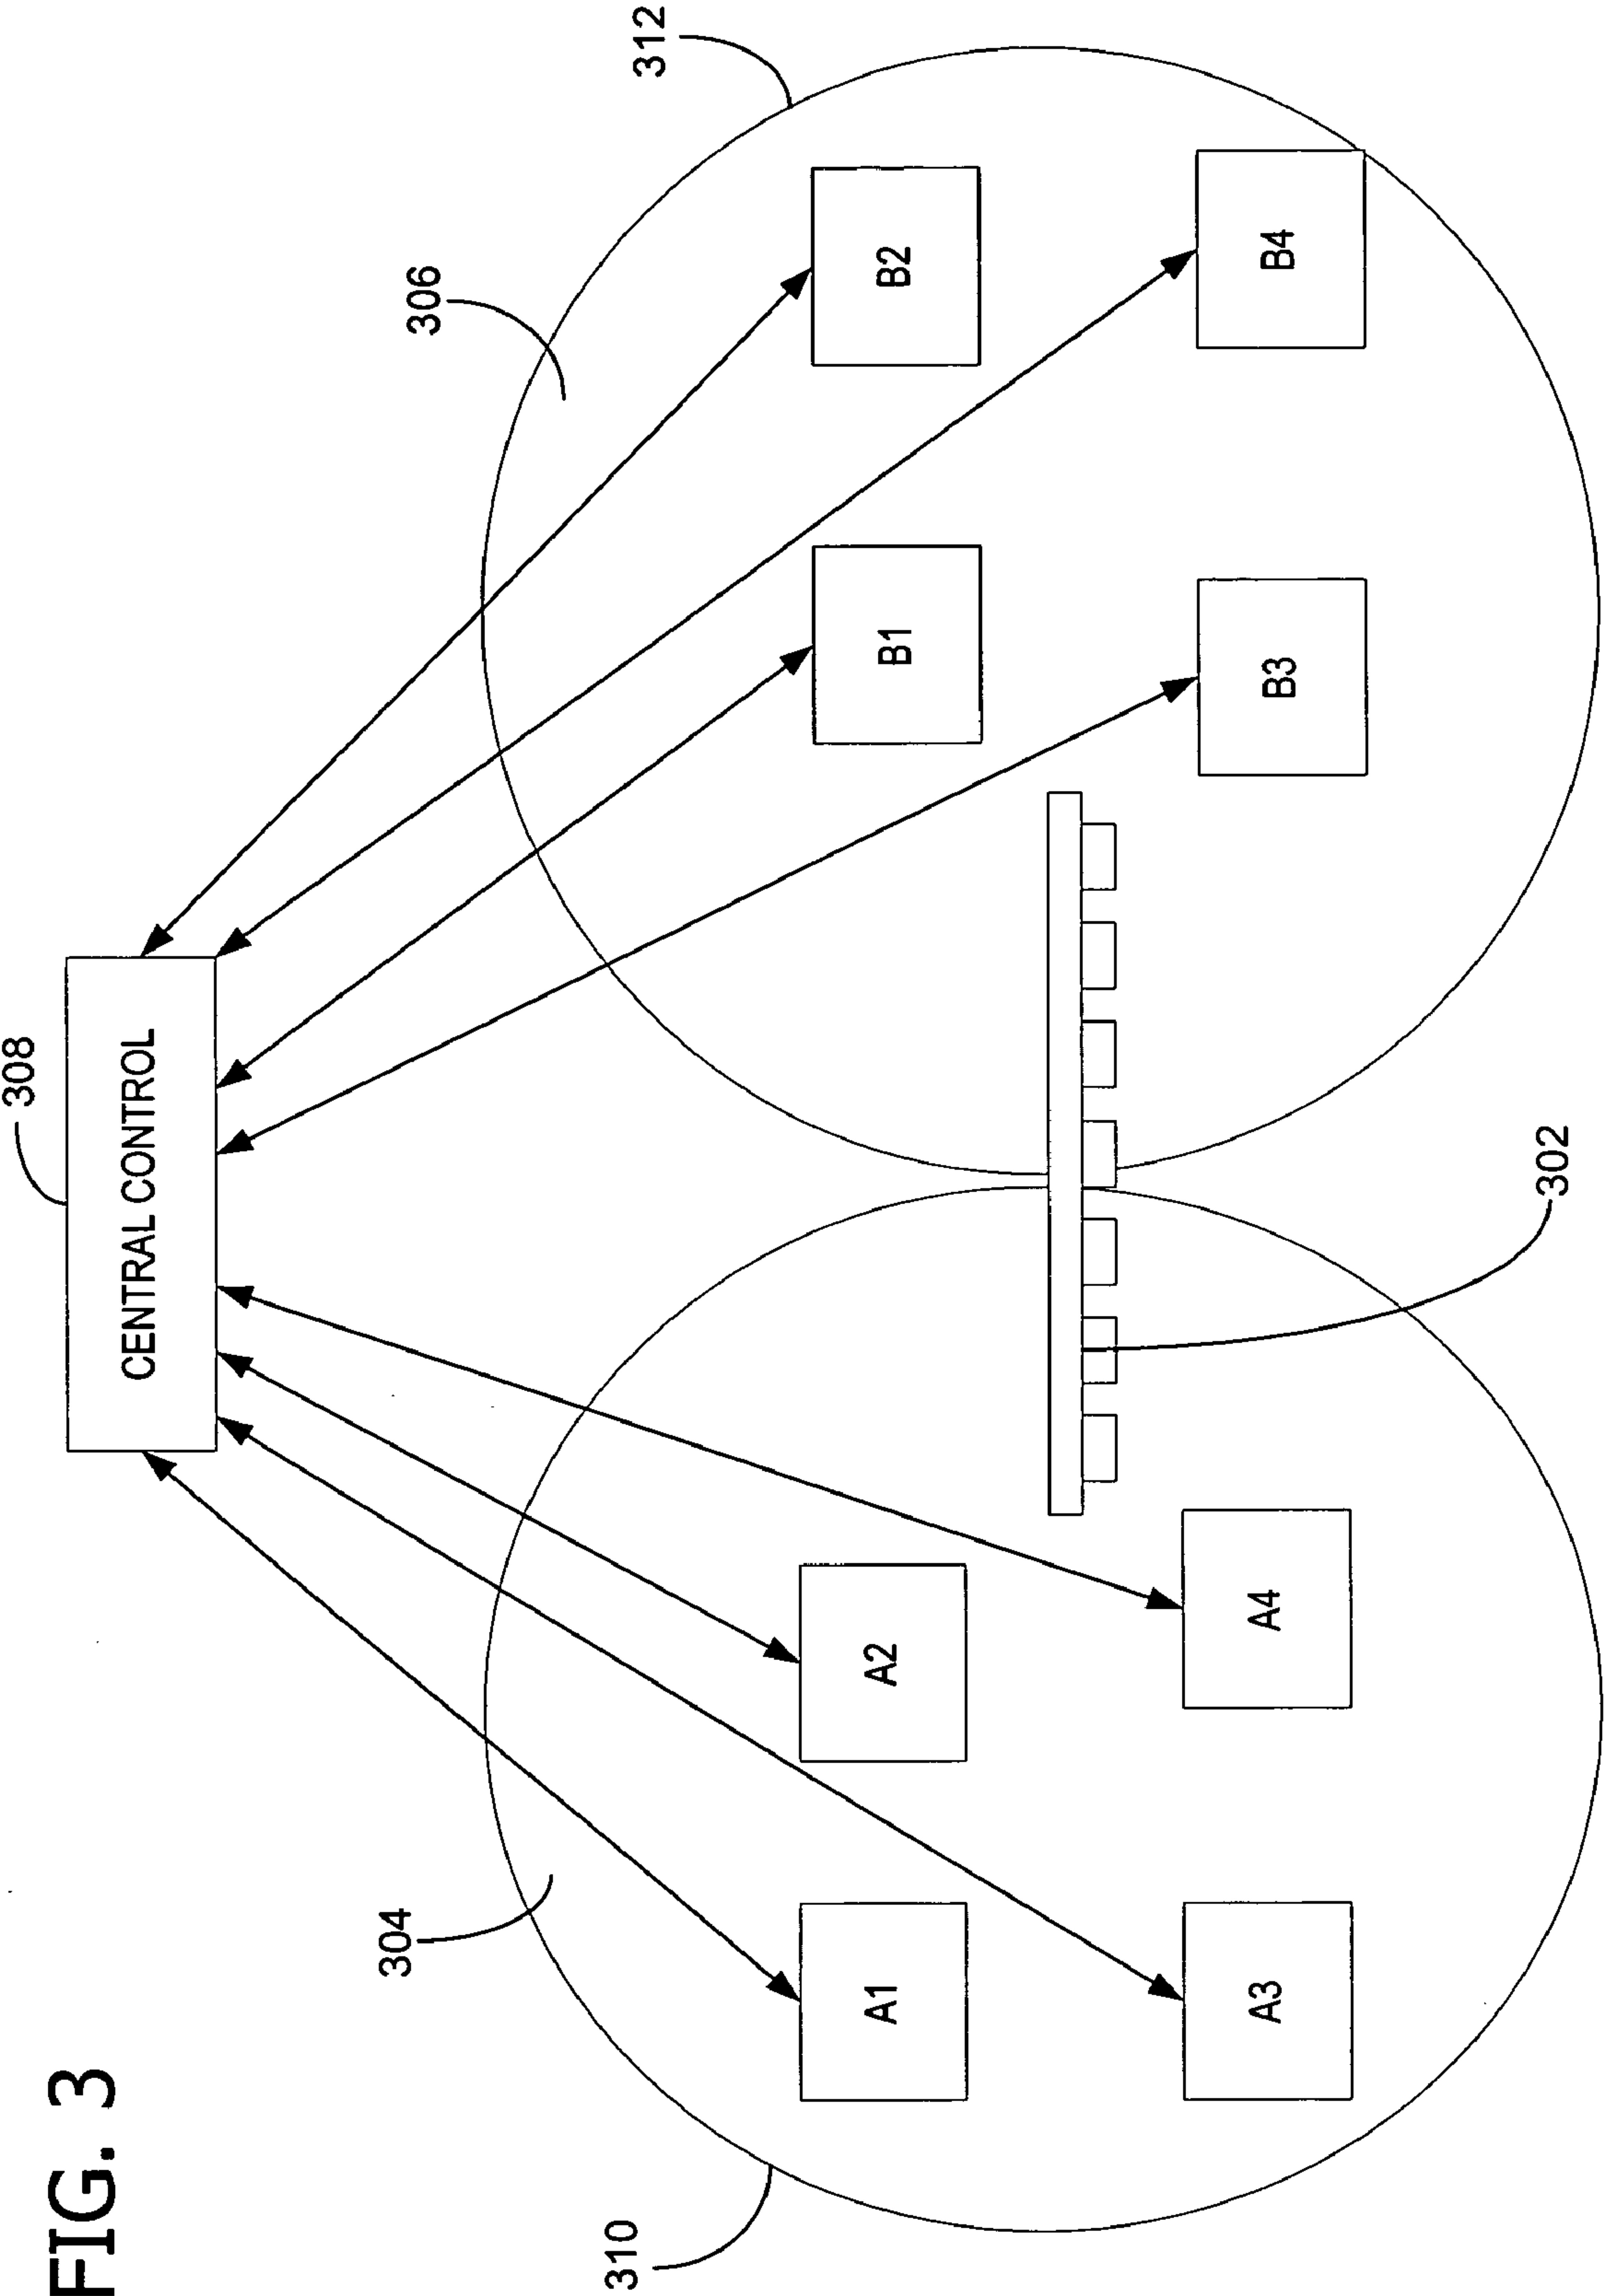 FIG. 3
308
CENTRAL CONTROL
304
306
310
312
A1
A2
B1
B2
A3
A4
B3
B4
302